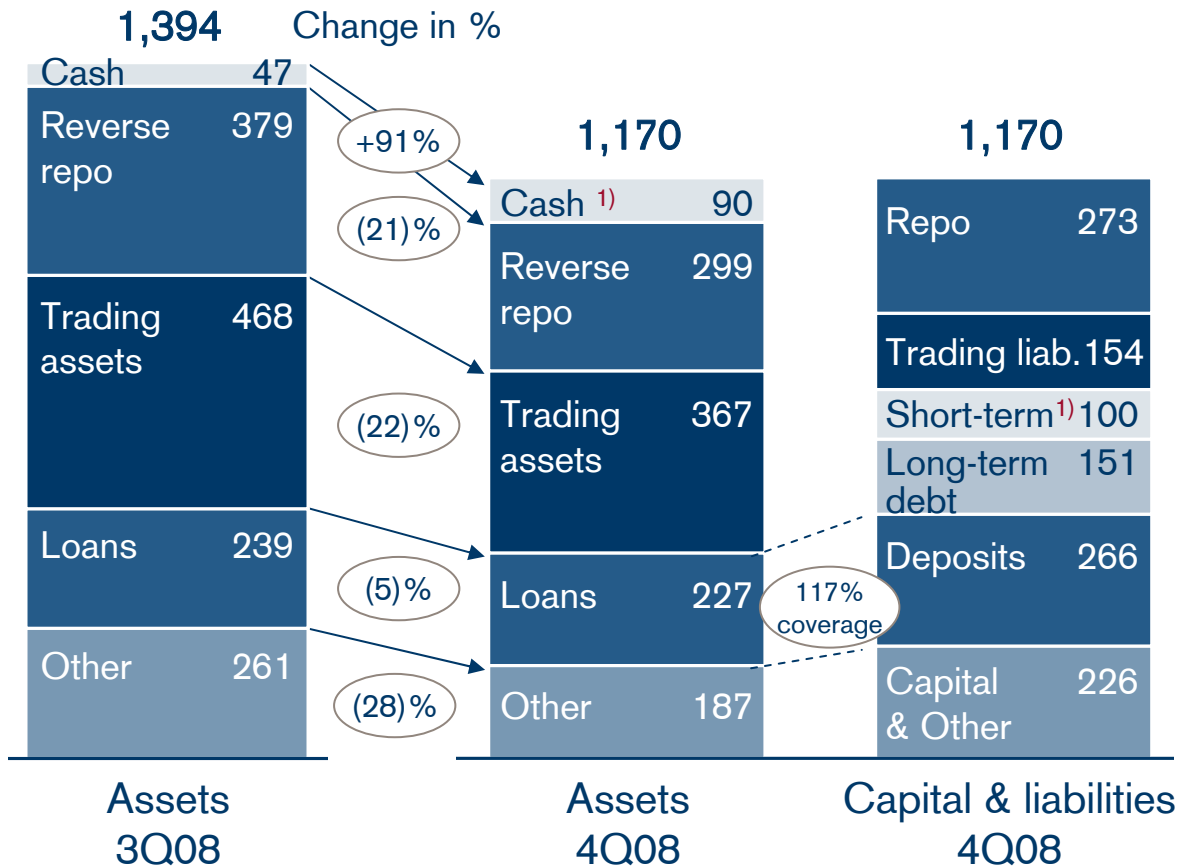 1,394 Change in %
Cash 47
Reverse 379
repo
Trading 468
assets
Loans 239
Other 261
Assets
3Q08
+91%
(21)%
(22)%
(5)%
(28)%
1,170
Cash 1) 90
Reverse 299
repo
Trading 367
assets
Loans 227
Other 187
Assets
4Q08
117%
coverage
1,170
Repo 273
Trading liab. 154
Short-term 1) 100
Long-term 151
debt
Deposits 266
Capital 226
& Other
Capital & liabilities
4Q08